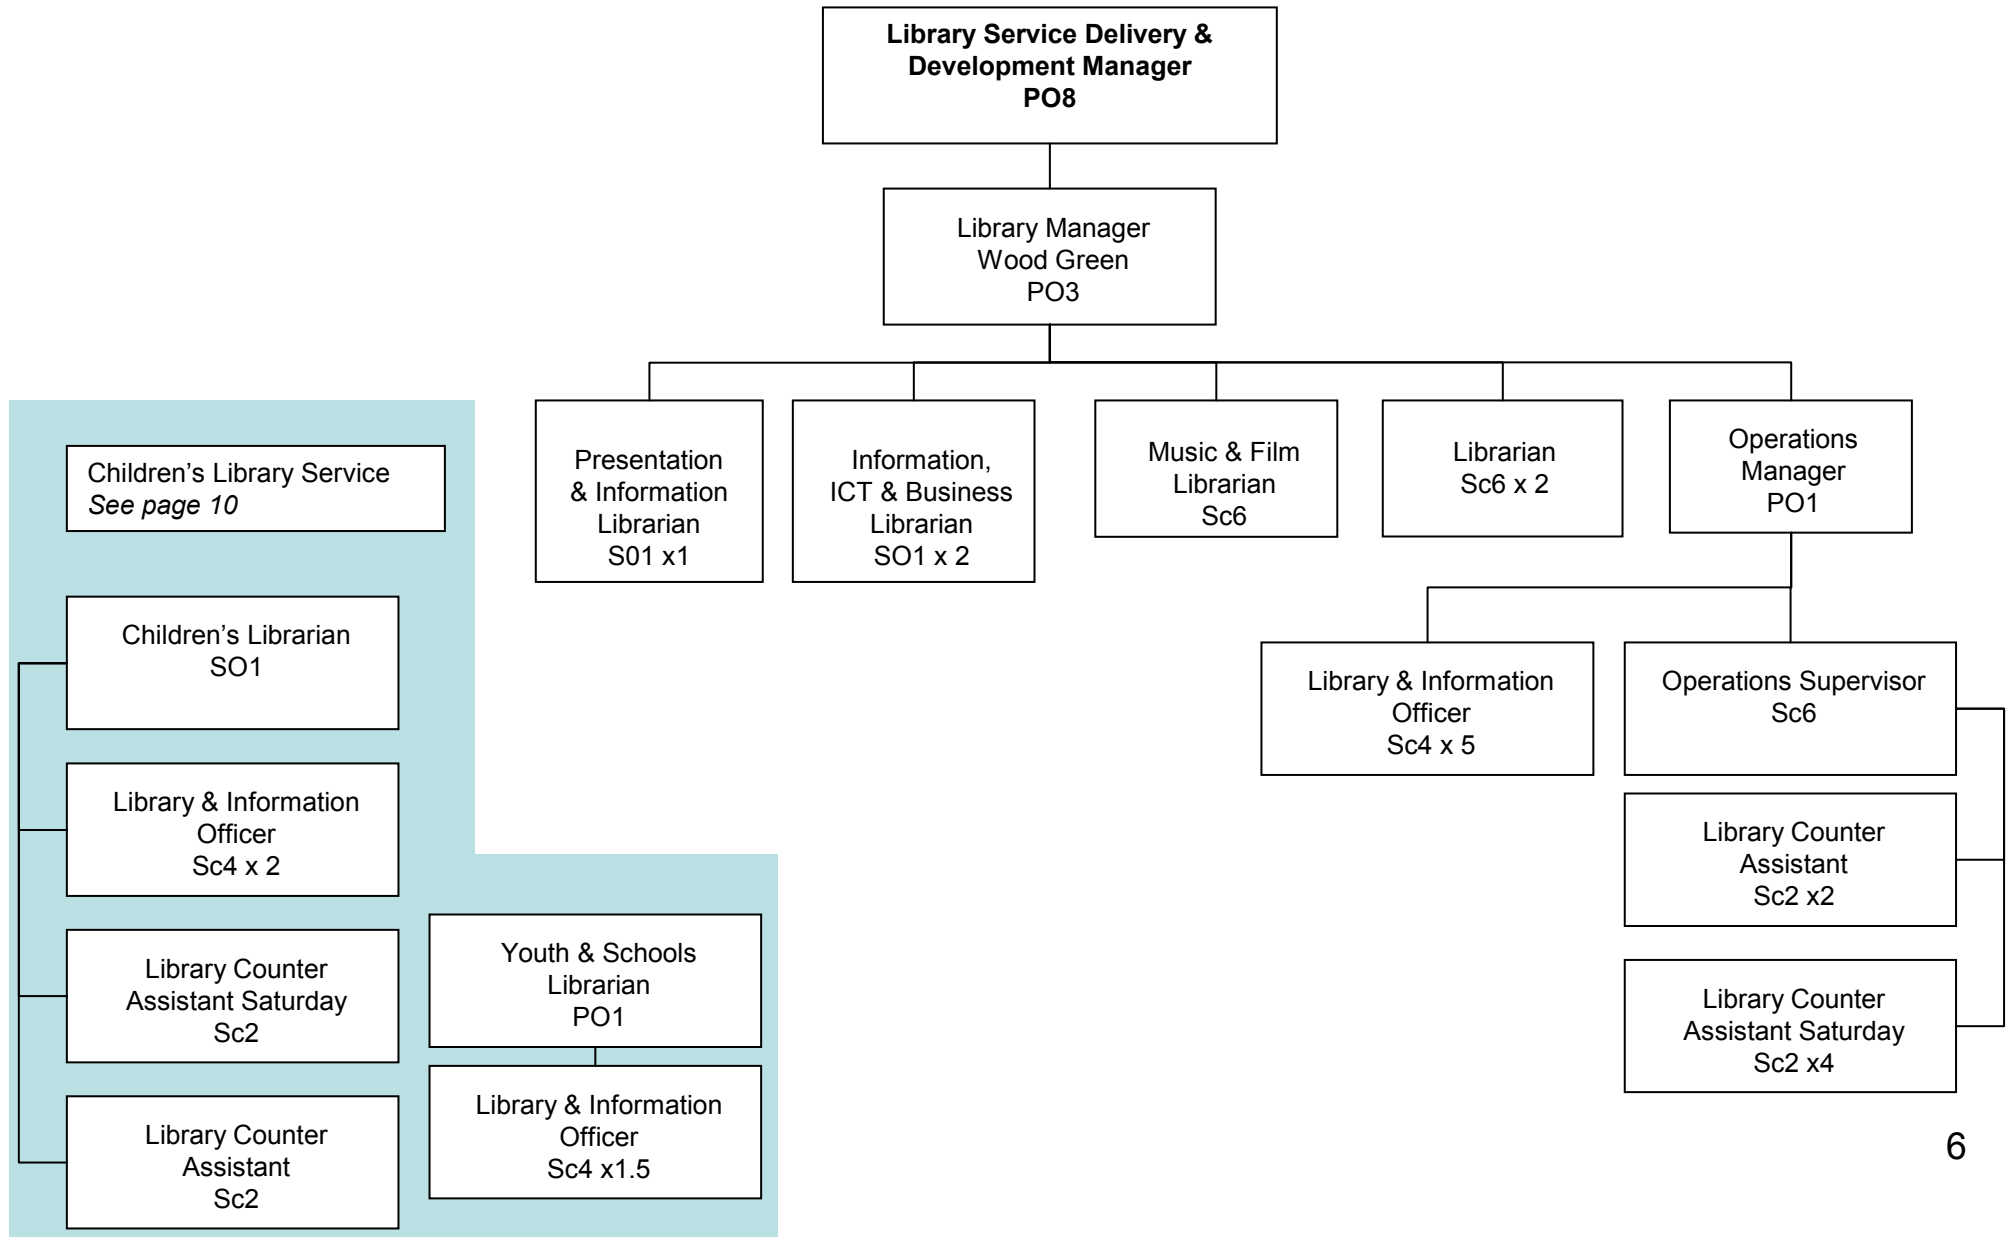 Library Service Delivery &
Development Manager
PO8
Library Manager
Wood Green
PO3
Presentation
& Information
Librarian
S01 x1
Information,
ICT & Business
Librarian
SO1 x 2
Music & Film
Librarian
Sc6
Librarian
Sc6 x 2
Operations
Manager
PO1
Library & Information
Officer
Sc4 x 5
Operations Supervisor
Sc6
Library Counter
Assistant
Sc2 x2
Library Counter
Assistant Saturday
Sc2 x4
Children’s Library Service
See page 10
Children’s Librarian
SO1
Library & Information
Officer
Sc4 x 2
Library Counter
Assistant Saturday
Sc2
Library Counter
Assistant
Sc2
Youth & Schools
Librarian
PO1
Library & Information
Officer
Sc4 x1.5
6